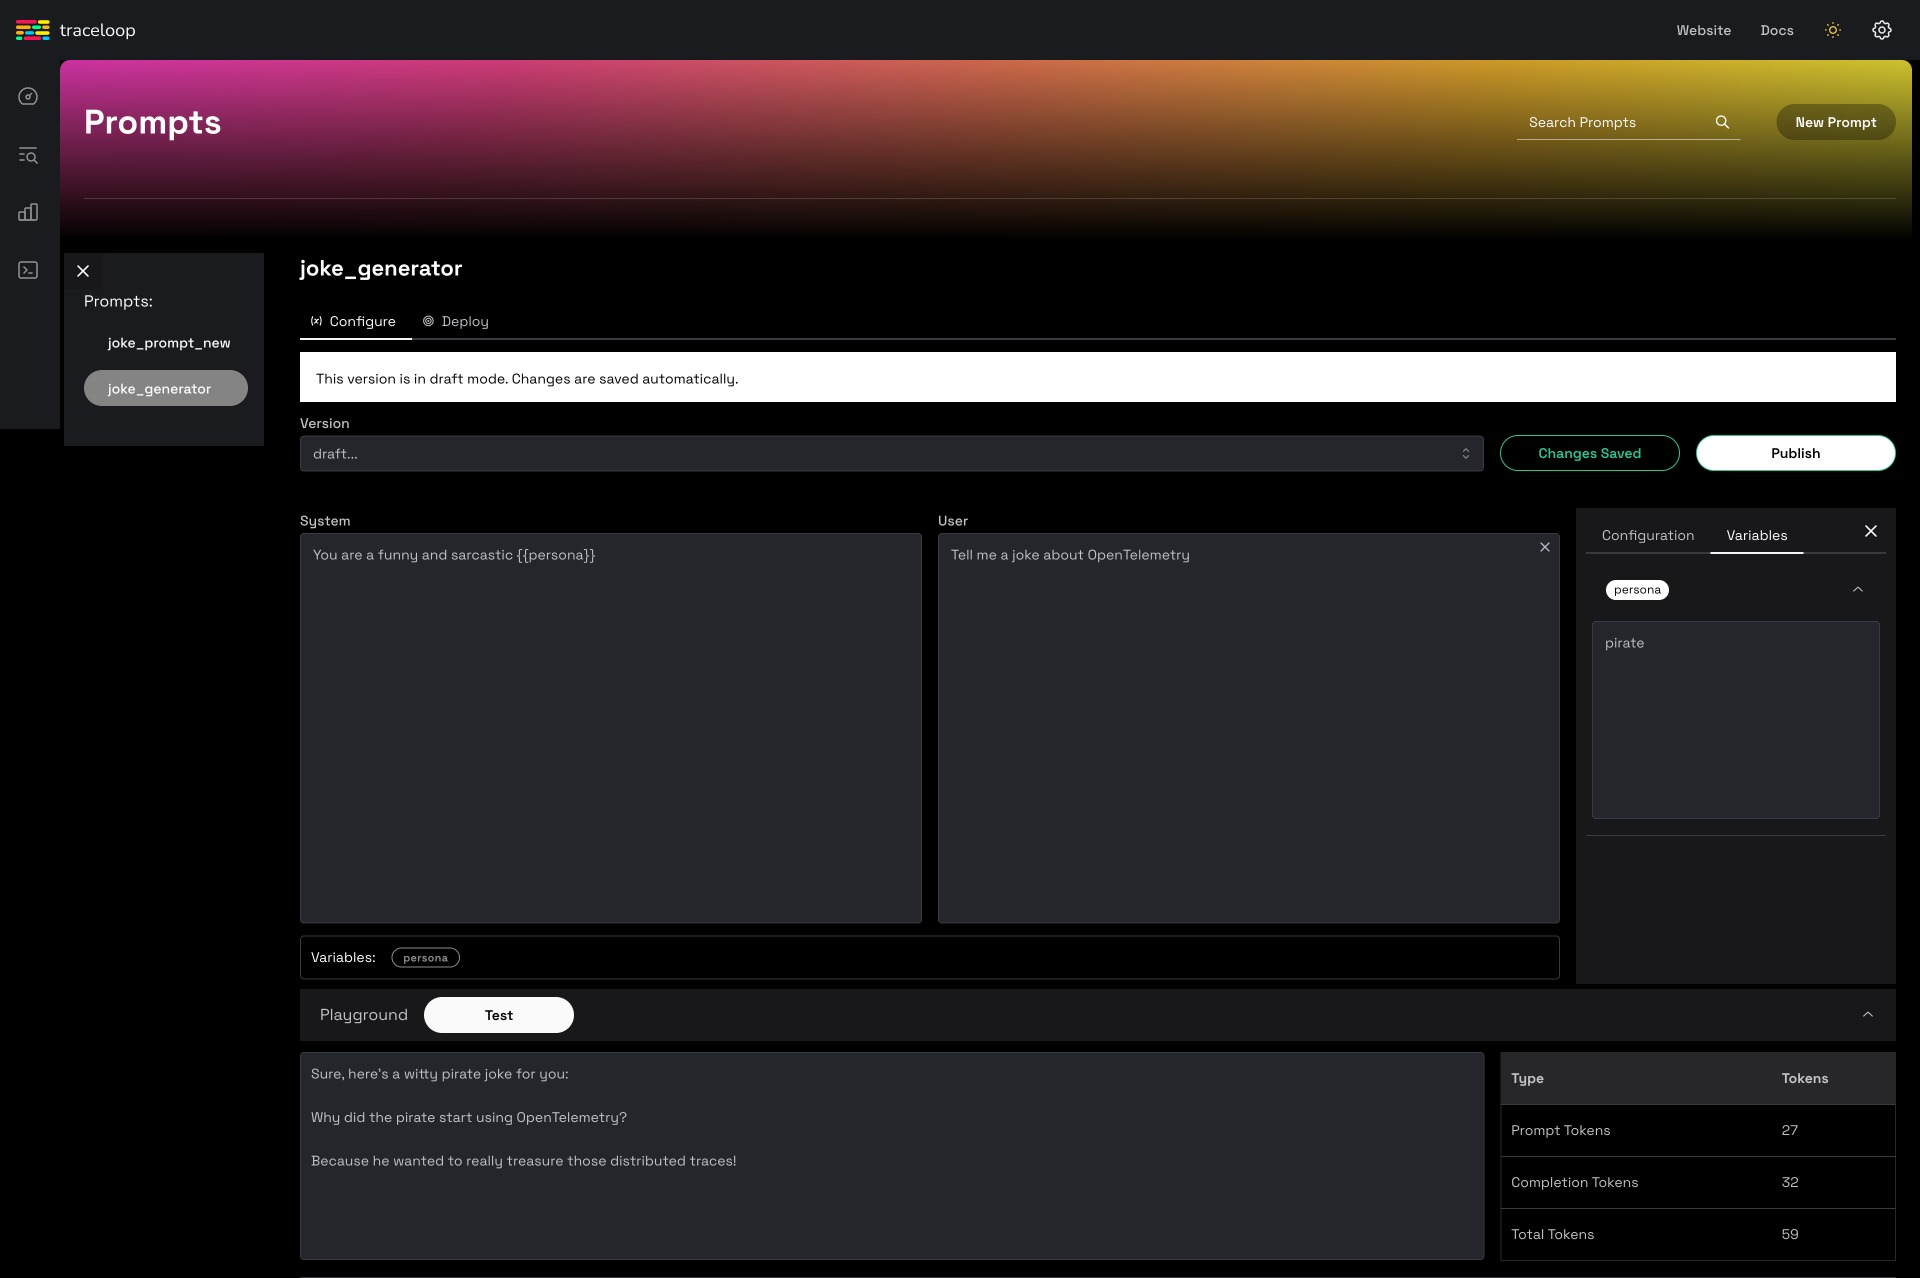 traceloop
Website
Docs
Prompts
Search Prompts
New Prompt
Prompts:
joke_prompt_new
joke_generator
joke_generator
(x) Configure
Deploy
This version is in draft mode. Changes are saved automatically.
Version
draft...
Changes Saved
Publish
System
You are a funny and sarcastic {{persona}}
User
Tell me a joke about OpenTelemetry
Configuration
Variables
persona
pirate
Variables:
persona
Playground
Test
Sure, here's a witty pirate joke for you:
Why did the pirate start using OpenTelemetry?
Because he wanted to really treasure those distributed traces!
Type Tokens
Prompt Tokens 27
Completion Tokens 32
Total Tokens 59